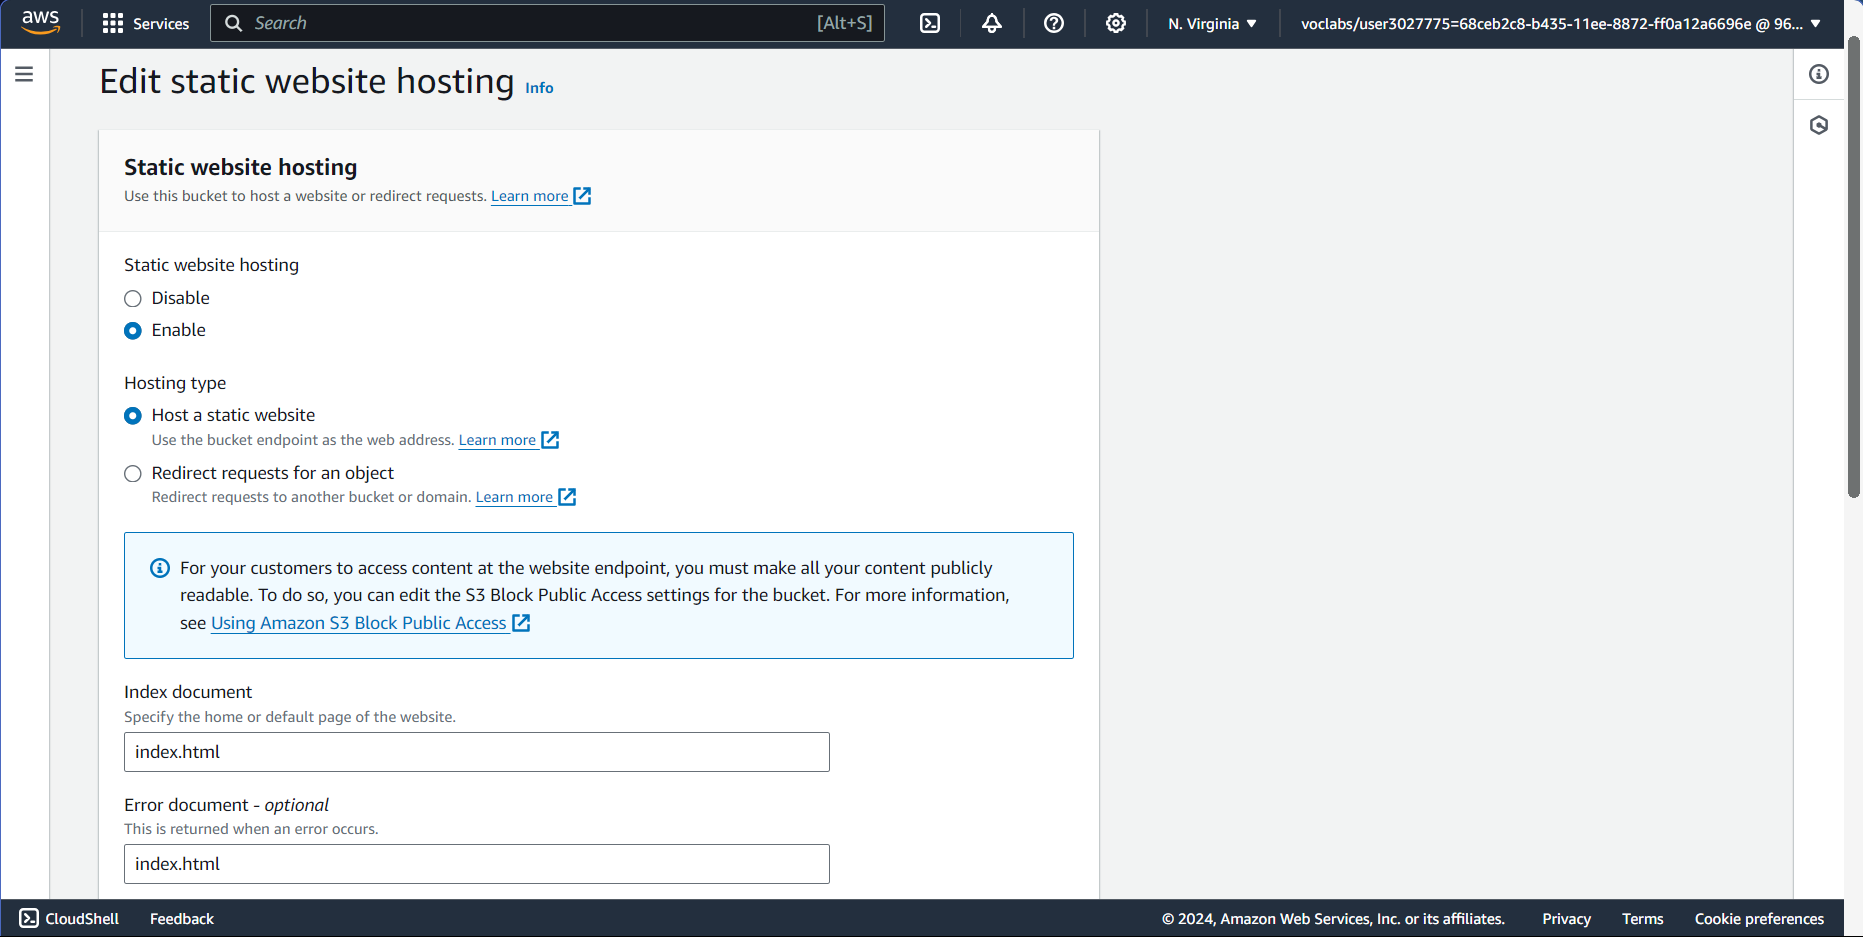 aws Services Search [Alt+S] N. Virginia voclabs/user3027775=68ceb2c8-b435-11ee-8872-ff0a12a6696e @ 96...
Edit static website hosting Info
Static website hosting
Use this bucket to host a website or redirect requests. Learn more
Static website hosting
Disable
Enable
Hosting type
Host a static website
Use the bucket endpoint as the web address. Learn more
Redirect requests for an object
Redirect requests to another bucket or domain. Learn more
For your customers to access content at the website endpoint, you must make all your content publicly
readable. To do so, you can edit the S3 Block Public Access settings for the bucket. For more information,
see Using Amazon S3 Block Public Access
Index document
Specify the home or default page of the website.
index.html
Error document - optional
This is returned when an error occurs.
index.html
CloudShell Feedback © 2024, Amazon Web Services, Inc. or its affiliates. Privacy Terms Cookie preferences